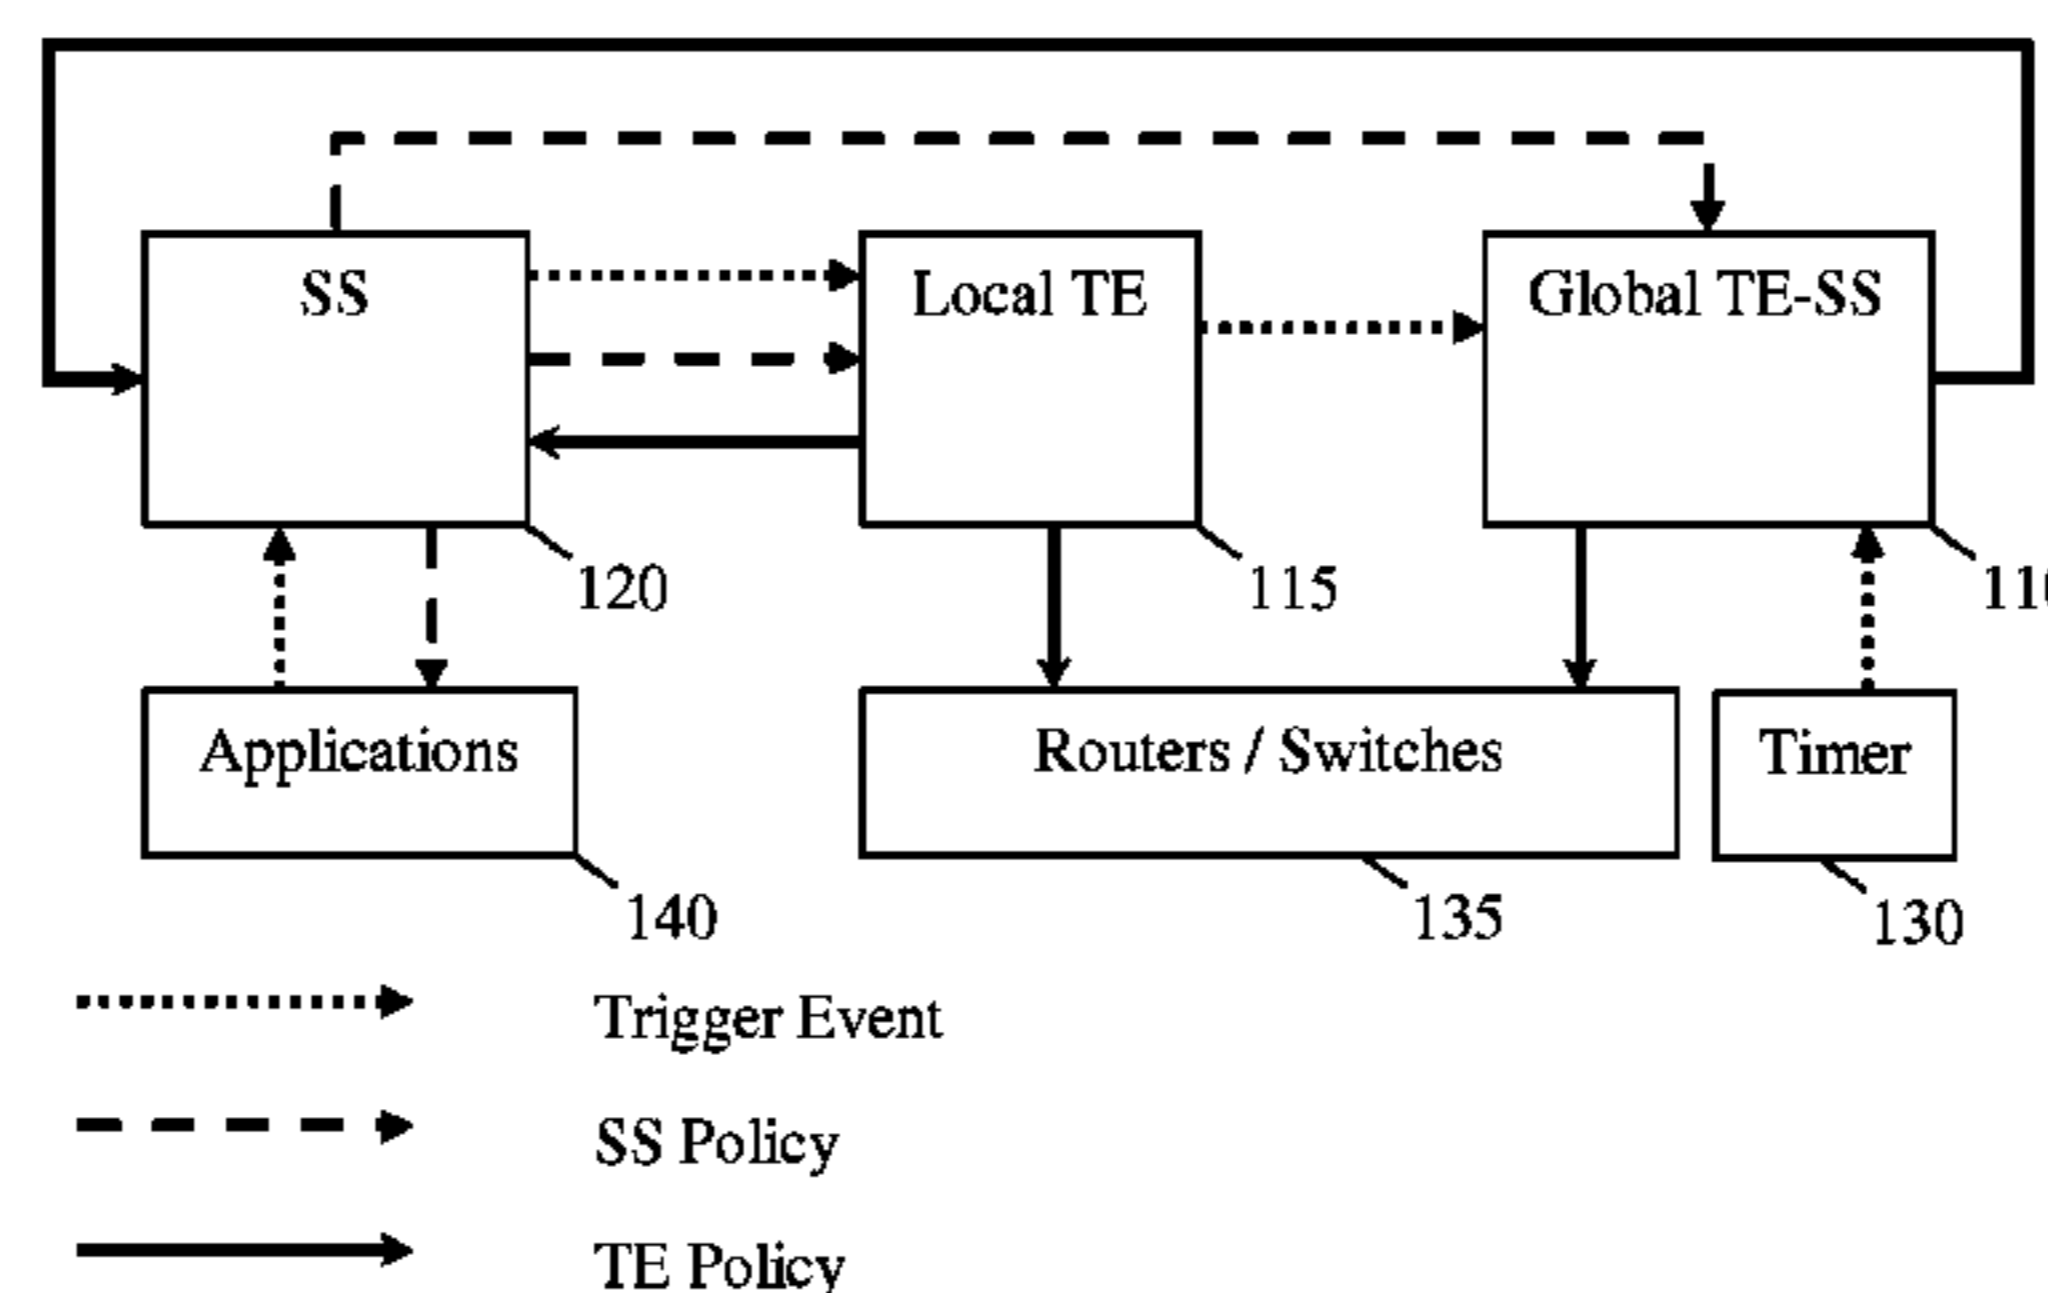 SS
Local TE
Global TE-SS
120
115
110
Applications
Routers / Switches
Timer
140
135
130
Trigger Event
SS Policy
TE Policy